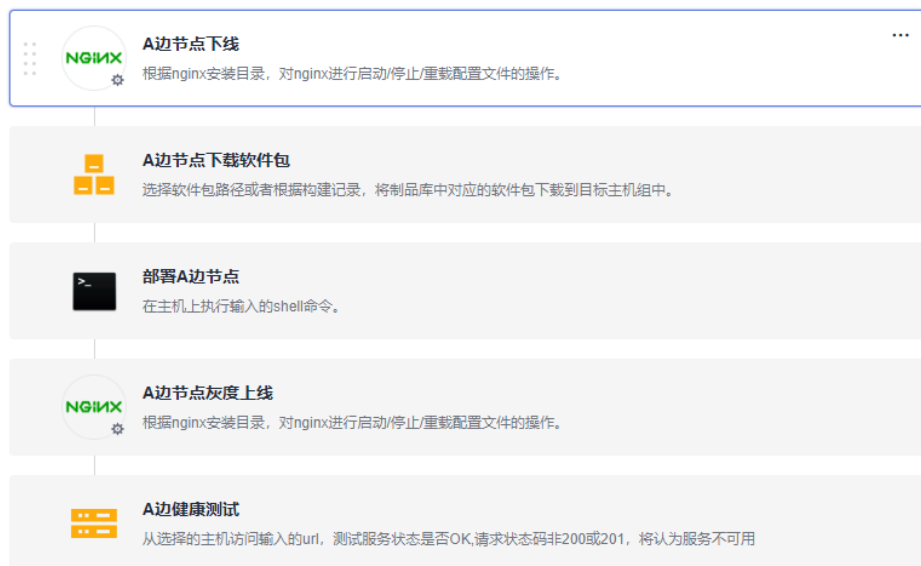 NGiNX
A边节点下线
...
根据nginx安装目录，对nginx进行启动/停止/重载配置文件的操作。
A边节点下载软件包
选择软件包路径或者根据构建记录，将制品库中对应的软件包下载到目标主机组中。
>_
部署A边节点
在主机上执行输入的shell命令。
NGiNX
A边节点灰度上线
根据nginx安装目录，对nginx进行启动/停止/重载配置文件的操作。
A边健康测试
从选择的主机访问输入的url，测试服务状态是否OK,请求状态码非200或201，将认为服务不可用